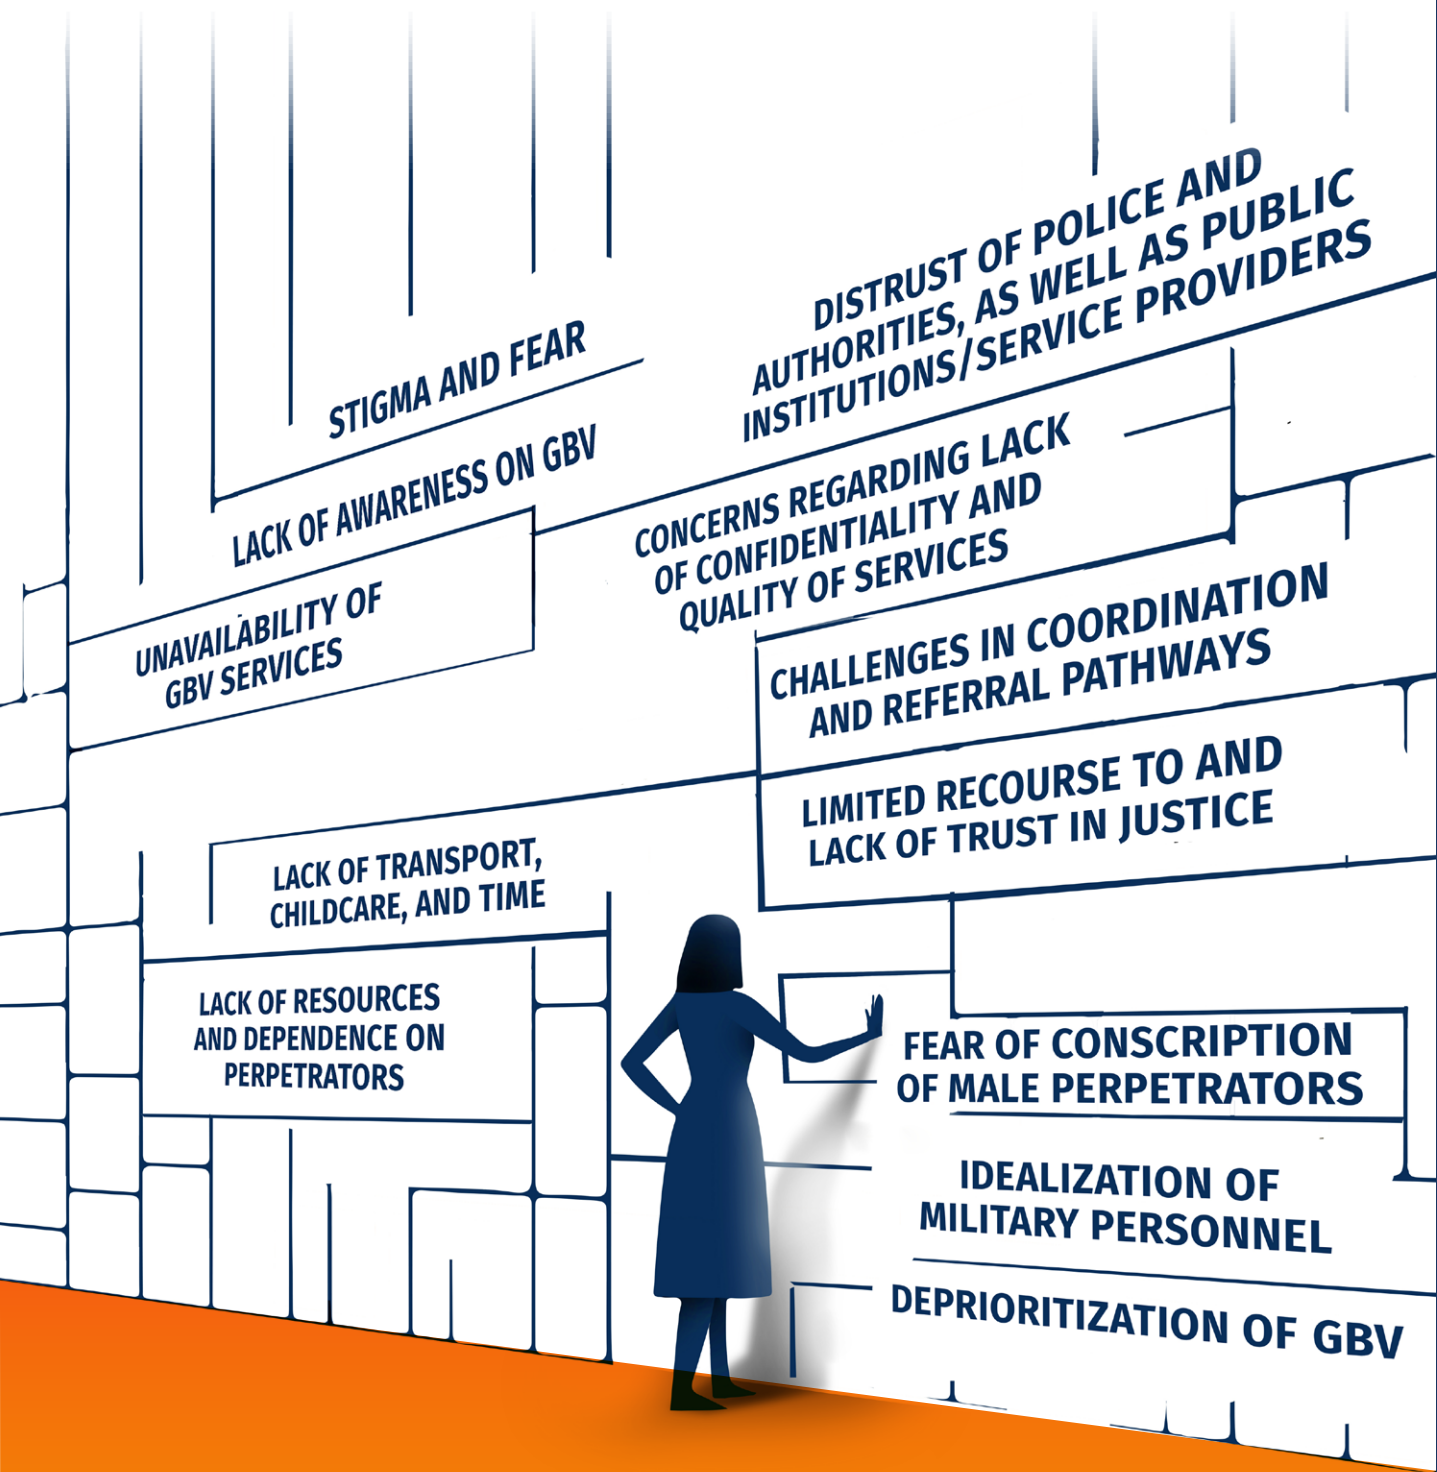 STIGMA AND FEAR
LACK OF AWARENESS ON GBV
UNAVAILABILITY OF
GBV SERVICES
LACK OF TRANSPORT,
CHILDCARE, AND TIME
LACK OF RESOURCES
AND DEPENDENCE ON
PERPETRATORS
DISTRUST OF POLICE AND
AUTHORITIES, AS WELL AS PUBLIC
INSTITUTIONS/SERVICE PROVIDERS
CONCERNS REGARDING LACK
OF CONFIDENTIALITY AND
QUALITY OF SERVICES
CHALLENGES IN COORDINATION
AND REFERRAL PATHWAYS
LIMITED RECOURSE TO AND
LACK OF TRUST IN JUSTICE
FEAR OF CONSCRIPTION
OF MALE PERPETRATORS
IDEALIZATION OF
MILITARY PERSONNEL
DEPRIORITIZATION OF GBV